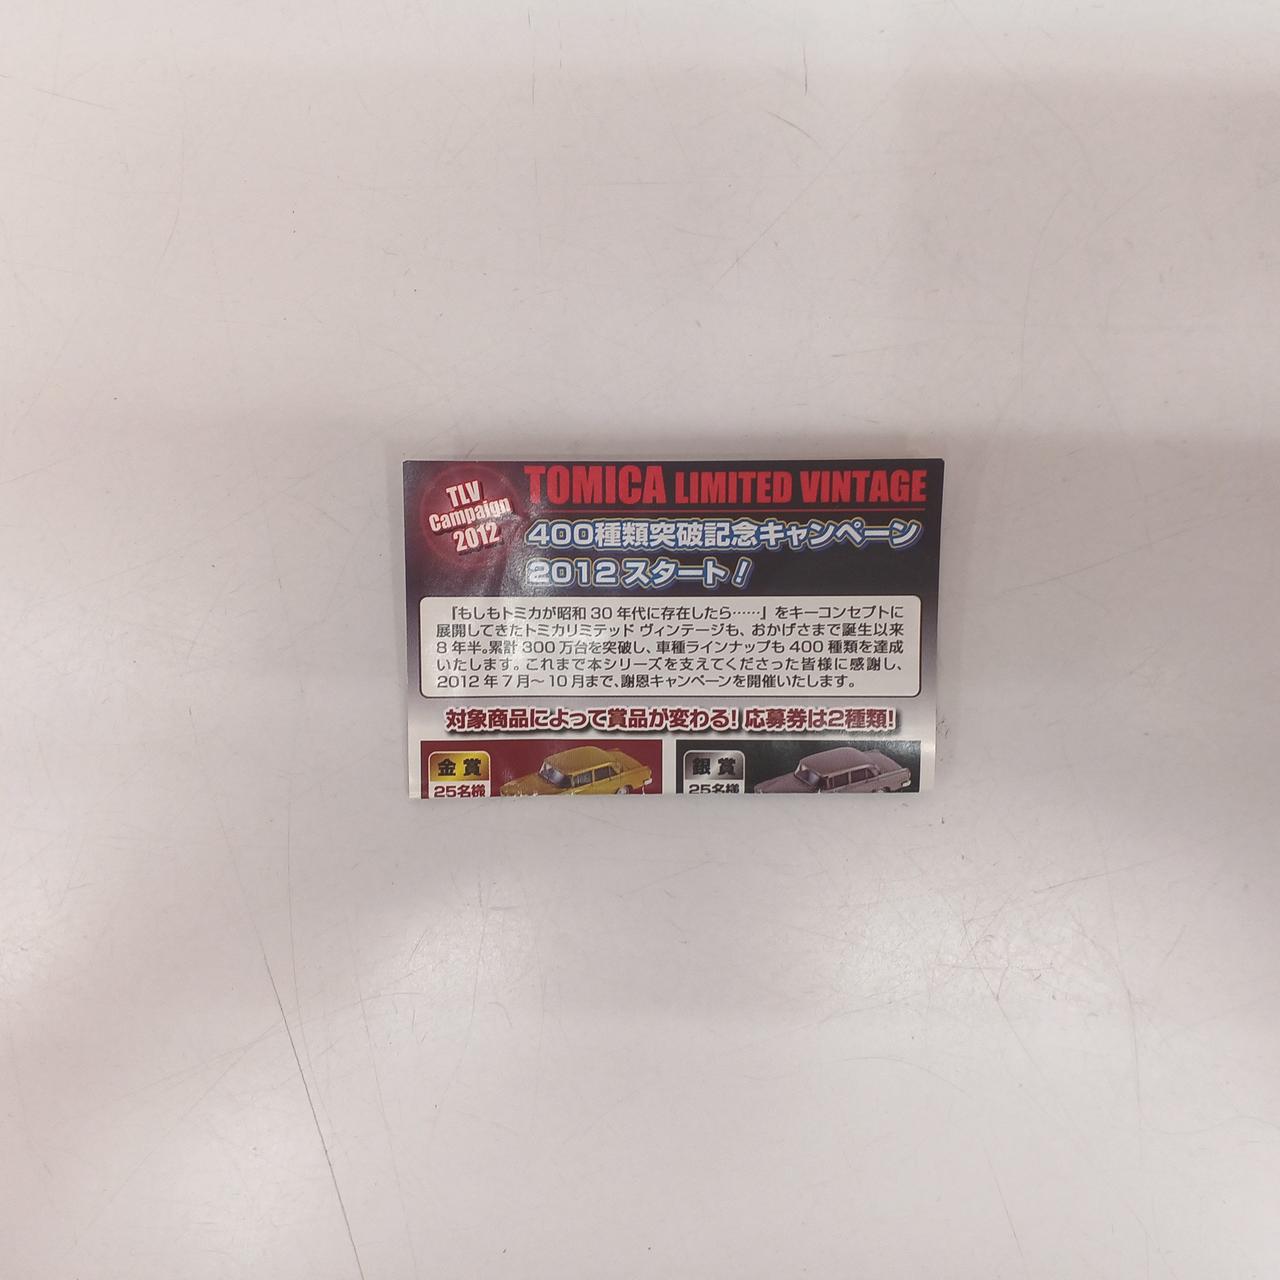 TLV
Campaign
2012
TOMICA LIMITED VINTAGE
400種類突破記念キャンペーン
2012スタート!
『もしもトミカが昭和30年代に存在したら……』をキーコンセプトに
展開してきたトミカリミテッド ヴィンテージも、おかげさまで誕生以来
8年半。累計300万台を突破し、車種ラインナップも400種類を達成
いたします。これまで本シリーズを支えてくださった皆様に感謝し、
2012年7月〜10月まで、謝恩キャンペーンを開催いたします。
対象商品によって賞品が変わる!応募券は2種類!
金賞
25名様
銀賞
25名様